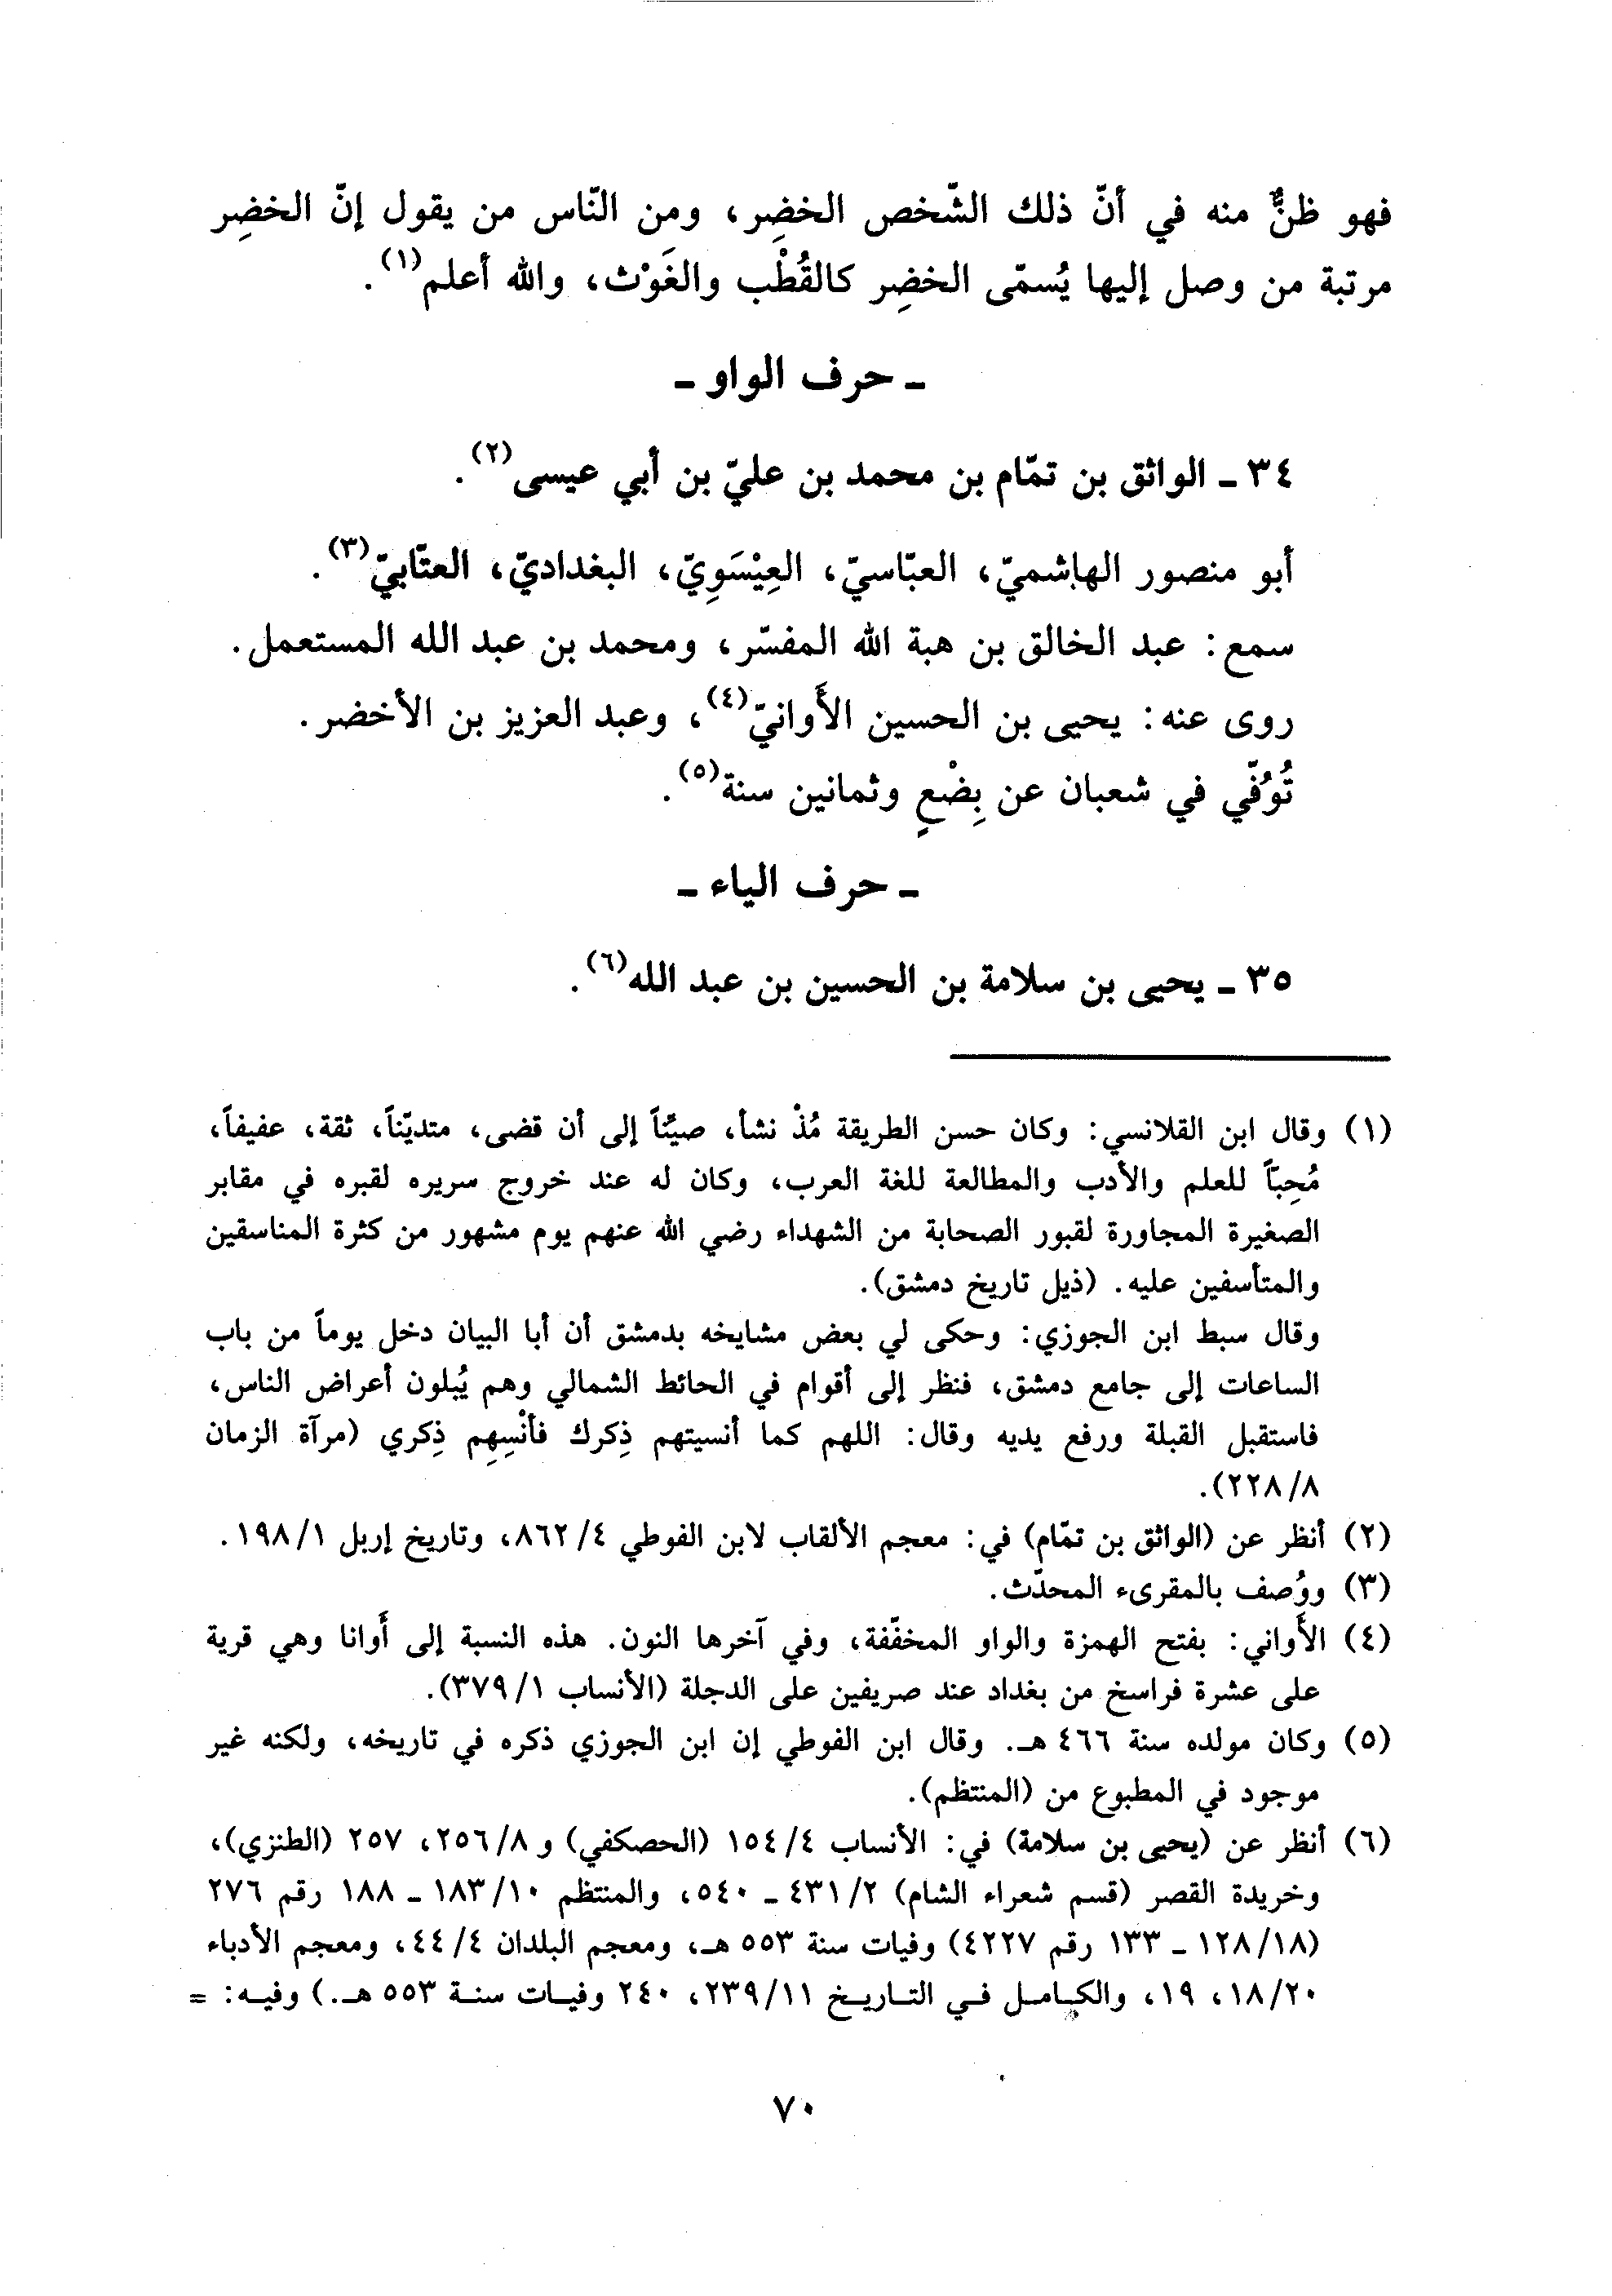 فهو ظنٌّ منه في أنّ ذلك الشّخص الخضِر، ومن النّاس من يقول إنّ الخضِر
مرتبة من وصل إليها يُسمّى الخضِر كالقُطْب والغَوْث، والله أعلم(١).
ـ حرف الواو ـ
٣٤ ـ الواثق بن تمّام بن محمد بن عليّ بن أبي عيسى(٢).
أبو منصور الهاشميّ، العبّاسيّ، العِيْسَوِيّ، البغداديّ، العتّابيّ(٣).
سمع: عبد الخالق بن هبة الله المفسّر، ومحمد بن عبد الله المستعمل.
روى عنه: يحيى بن الحسين الأَوانيّ(٤)، وعبد العزيز بن الأخضر.
تُوُفّي في شعبان عن بِضْعٍ وثمانين سنة(٥).
ـ حرف الياء ـ
٣٥ ـ يحيى بن سلامة بن الحسين بن عبد الله(٦).
(١) وقال ابن القلانسي: وكان حسن الطريقة مُذْ نشأ، صيّناً إلى أن قضى، متديّناً، ثقة، عفيفاً،
مُحِبّاً للعلم والأدب والمطالعة للغة العرب، وكان له عند خروج سريره لقبره في مقابر
الصغيرة المجاورة لقبور الصحابة من الشهداء رضي الله عنهم يوم مشهور من كثرة المناسقين
والمتأسفين عليه. (ذيل تاريخ دمشق).
وقال سبط ابن الجوزي: وحكى لي بعض مشايخه بدمشق أن أبا البيان دخل يوماً من باب
الساعات إلى جامع دمشق، فنظر إلى أقوام في الحائط الشمالي وهم يُبلون أعراض الناس،
فاستقبل القبلة ورفع يديه وقال: اللهم كما أنسيتهم ذِكرك فأنْسِهِم ذِكري (مرآة الزمان
٢٢٨/٨).
(٢) أنظر عن (الواثق بن تمّام) في: معجم الألقاب لابن الفوطي ٨٦٢/٤، وتاريخ إربل ١٩٨/١.
(٣) ووُصف بالمقرىء المحدّث.
(٤) الأَواني: بفتح الهمزة والواو المخفّفة، وفي آخرها النون. هذه النسبة إلى أَوانا وهي قرية
على عشرة فراسخ من بغداد عند صريفين على الدجلة (الأنساب ٣٧٩/١).
(٥) وكان مولده سنة ٤٦٦ هـ. وقال ابن الفوطي إن ابن الجوزي ذكره في تاريخه، ولكنه غير
موجود في المطبوع من (المنتظم).
(٦) أنظر عن (يحيى بن سلامة) في: الأنساب ١٥٤/٤ (الحصكفي) و ٢٥٦/٨، ٢٥٧ (الطنزي)،
وخريدة القصر (قسم شعراء الشام) ٤٣١/٢ ـ ٥٤٠، والمنتظم ١٨٣/١٠ ـ ١٨٨ رقم ٢٧٦
(١٢٨/١٨ ـ ١٣٣ رقم ٤٢٢٧) وفيات سنة ٥٥٣ هـ، ومعجم البلدان ٤٤/٤، ومعجم الأدباء
١٨/٢٠، ١٩، والكامل في التاريخ ٢٣٩/١١، ٢٤٠ وفيات سنة ٥٥٣ هـ.) وفيه: =
٧٠